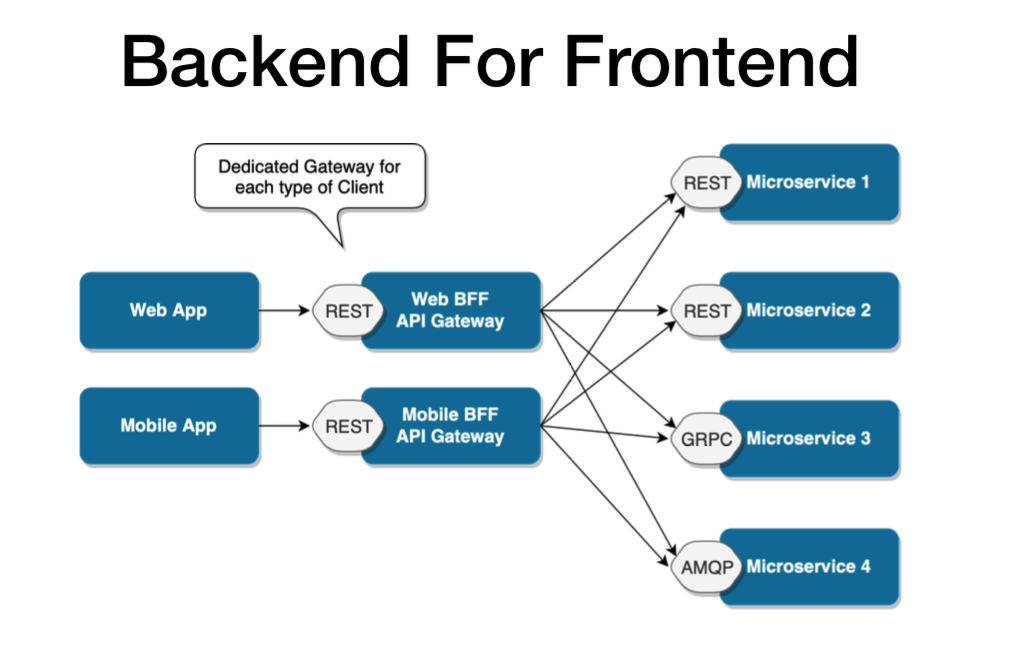 Backend For Frontend
Dedicated Gateway for
each type of Client
Web App
REST
Web BFF
API Gateway
Mobile App
REST
Mobile BFF
API Gateway
REST
Microservice 1
REST
Microservice 2
GRPC
Microservice 3
AMQP
Microservice 4